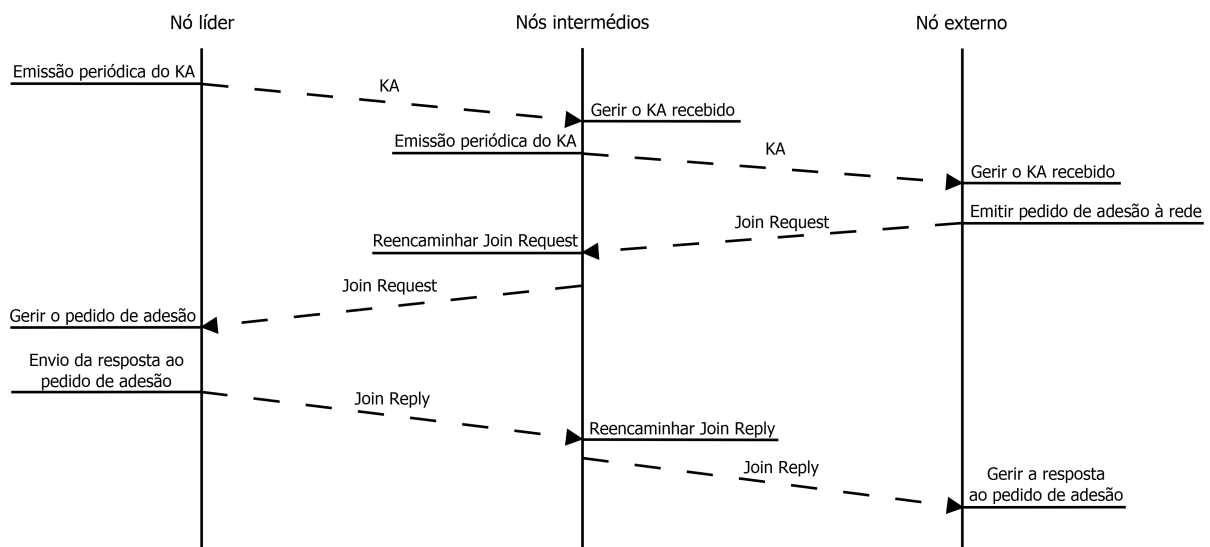 Nó líder
Nós intermédios
Nó externo
Emissão periódica do KA
KA
Gerir o KA recebido
Emissão periódica do KA
KA
Gerir o KA recebido
Emitir pedido de adesão à rede
Join Request
Reencaminhar Join Request
Join Request
Gerir o pedido de adesão
Envio da resposta ao
pedido de adesão
Join Reply
Reencaminhar Join Reply
Join Reply
Gerir a resposta
ao pedido de adesão